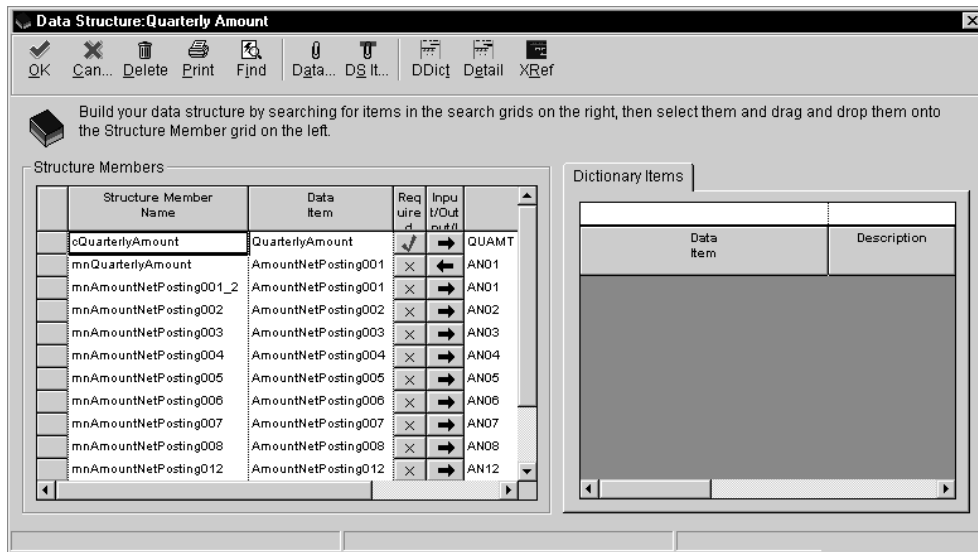 Data Structure:Quarterly Amount
OK Can... Delete Print Find Data... DS It... DDict Detail XRef
Build your data structure by searching for items in the search grids on the right, then select them and drag and drop them onto
the Structure Member grid on the left.
Structure Members
Structure Member Name Data Item Req uire d Inpu t/Out put/I
cQuarterlyAmount QuarterlyAmount QUAMT
mnQuarterlyAmount AmountNetPosting001 AN01
mnAmountNetPosting001_2 AmountNetPosting001 AN01
mnAmountNetPosting002 AmountNetPosting002 AN02
mnAmountNetPosting003 AmountNetPosting003 AN03
mnAmountNetPosting004 AmountNetPosting004 AN04
mnAmountNetPosting005 AmountNetPosting005 AN05
mnAmountNetPosting006 AmountNetPosting006 AN06
mnAmountNetPosting007 AmountNetPosting007 AN07
mnAmountNetPosting008 AmountNetPosting008 AN08
mnAmountNetPosting012 AmountNetPosting012 AN12
Dictionary Items
Data Item Description